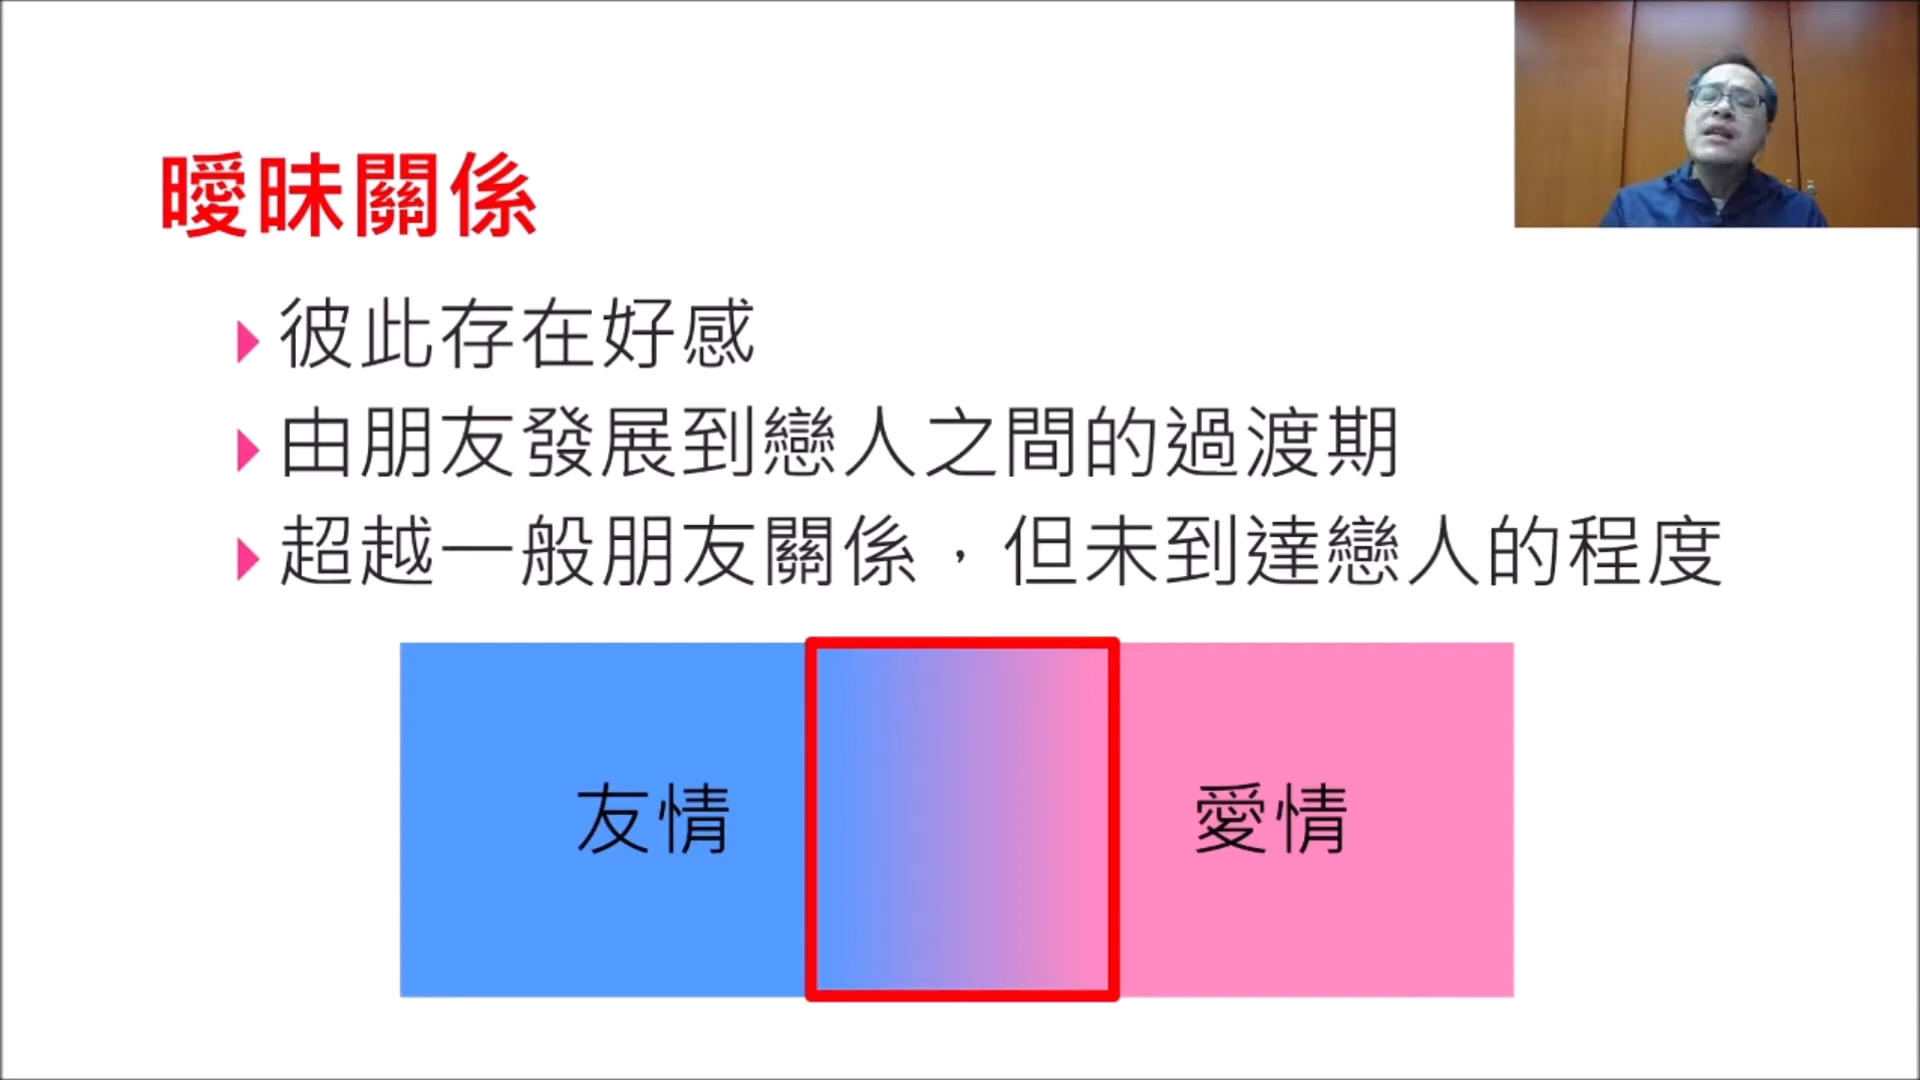 曖昧關係
彼此存在好感
由朋友發展到戀人之間的過渡期
超越一般朋友關係，但未到達戀人的程度
友情
愛情